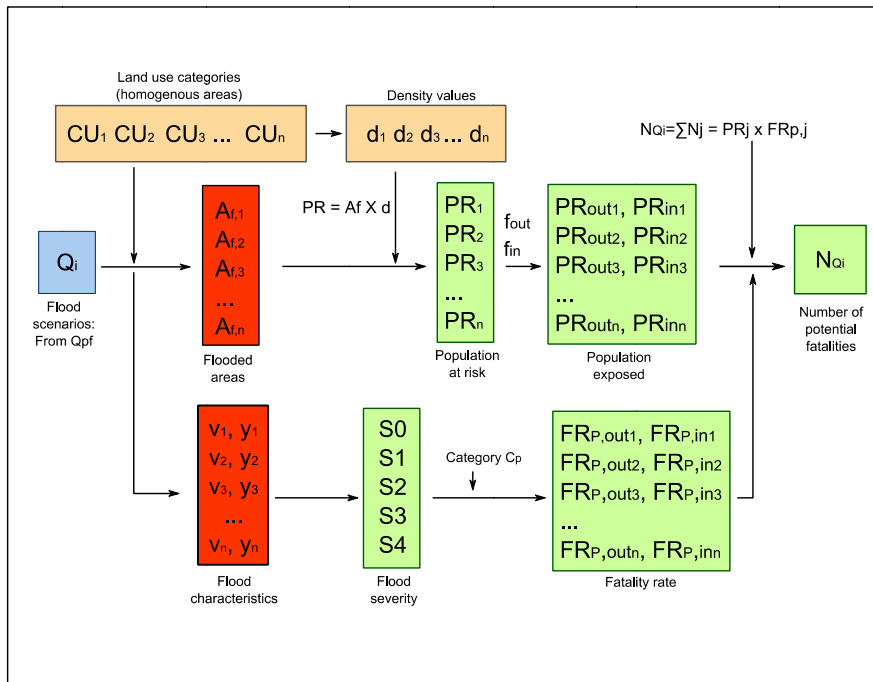 Land use categories
(homogenous areas)
CU1 CU2 CU3 ... CUn
Density values
d1 d2 d3... dn
NQi=∑Nj = PRj x FRp,j
Qi
Flood
scenarios:
From Qpf
Af,1
Af,2
Af,3
...
Af,n
Flooded
areas
PR = Af X d
PR1
PR2
PR3
...
PRn
Population
at risk
fout
fin
PRout1, PRin1
PRout2, PRin2
PRout3, PRin3
...
PRoutn, PRinn
Population
exposed
NQi
Number of
potential
fatalities
v1, y1
v2, y2
v3, y3
...
vn, yn
Flood
characteristics
S0
S1
S2
S3
S4
Flood
severity
Category Cp
FRP,out1, FRP,in1
FRP,out2, FRP,in2
FRP,out3, FRP,in3
...
FRP,outn, FRP,inn
Fatality rate